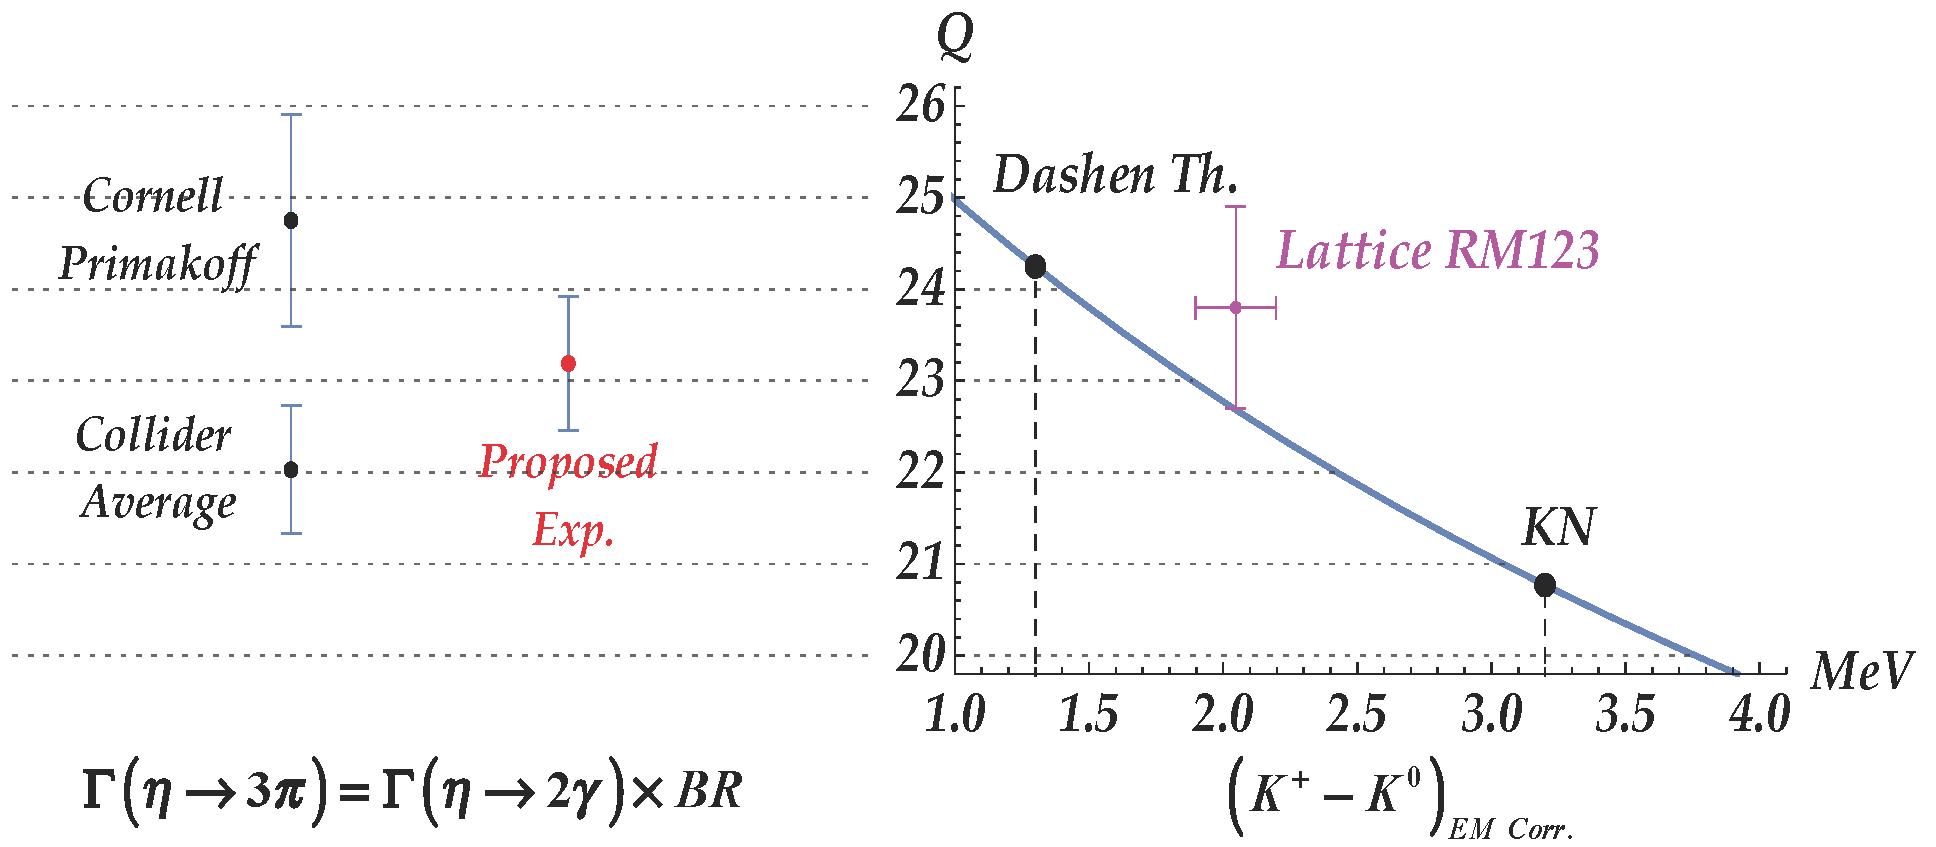 Cornell
Primakoff
Collider
Average
Proposed
Exp.
Γ(η→3π)=Γ(η→2γ)×BR
Q
26
25
24
23
22
21
20
Dashen Th.
Lattice RM123
KN
1.0 1.5 2.0 2.5 3.0 3.5 4.0
MeV
(K⁺ − K⁰)EM Corr.